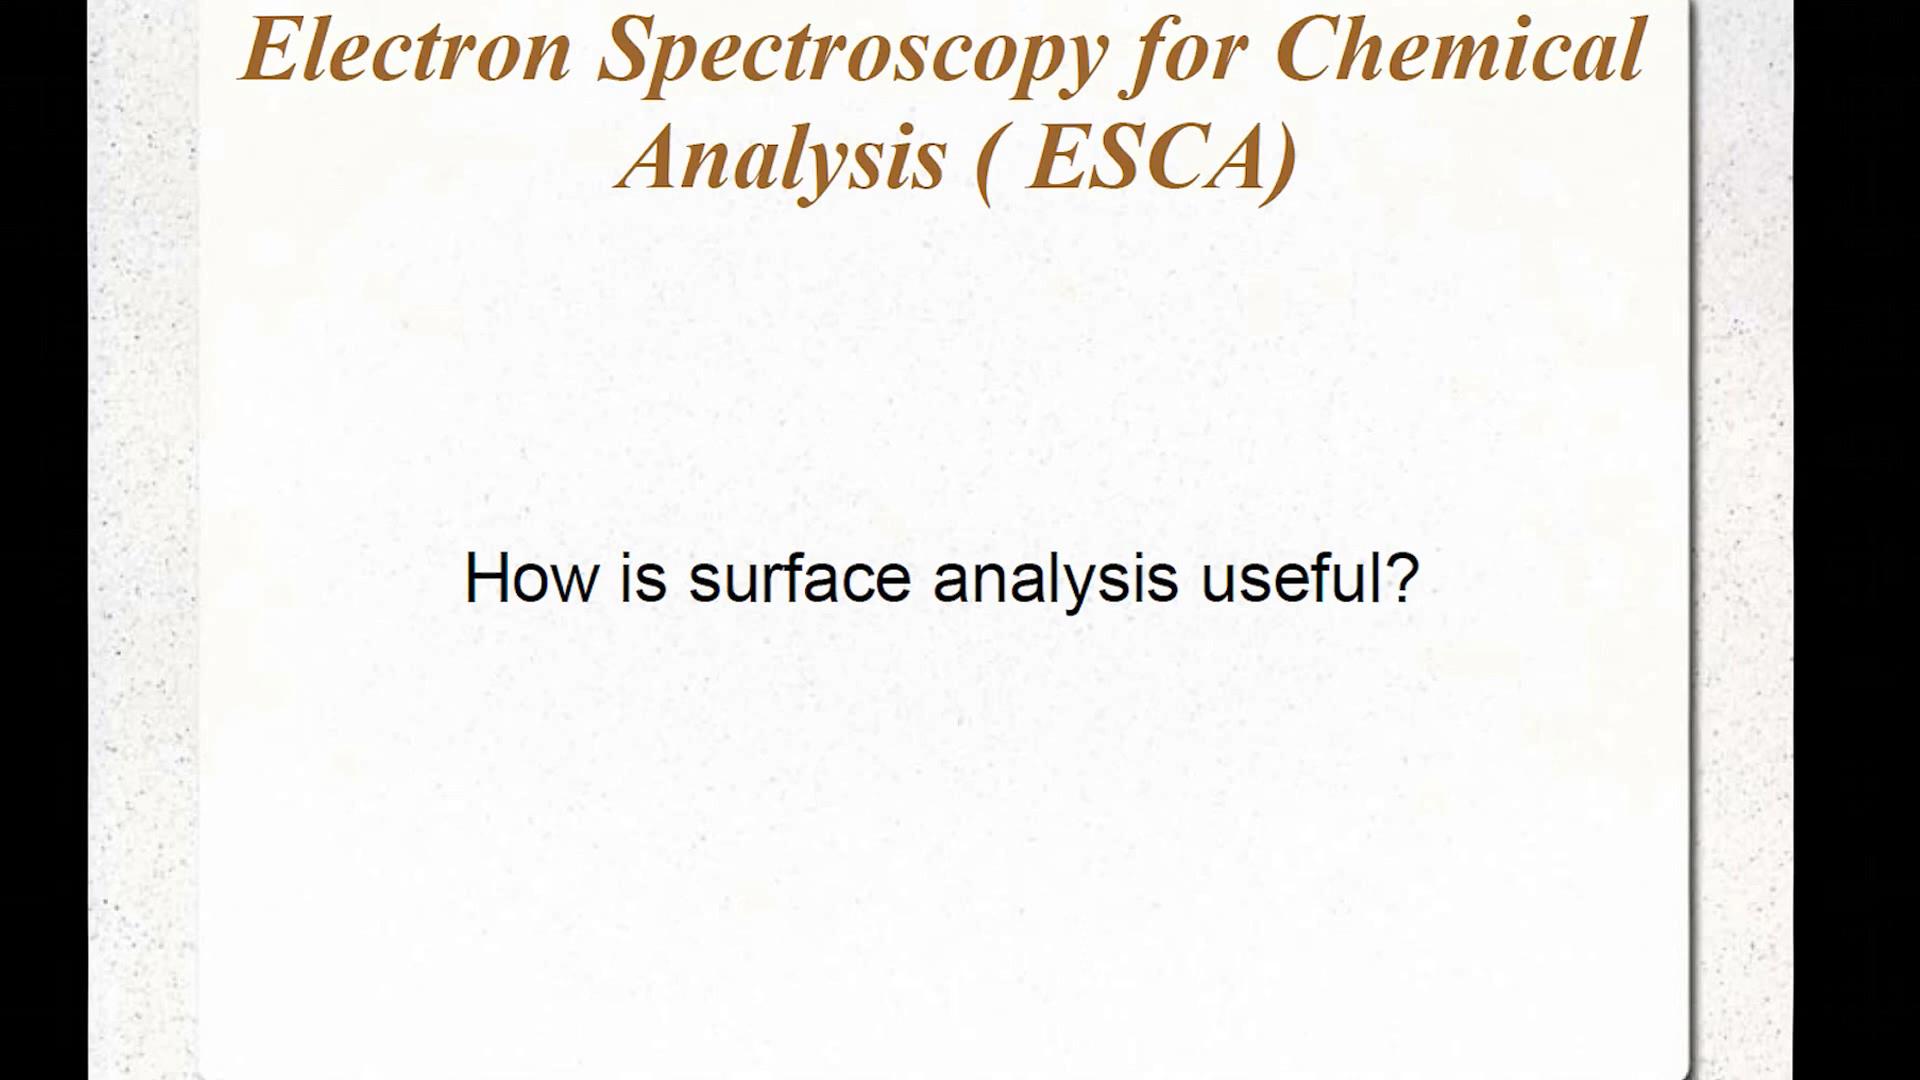 Electron Spectroscopy for Chemical
Analysis ( ESCA)
How is surface analysis useful?